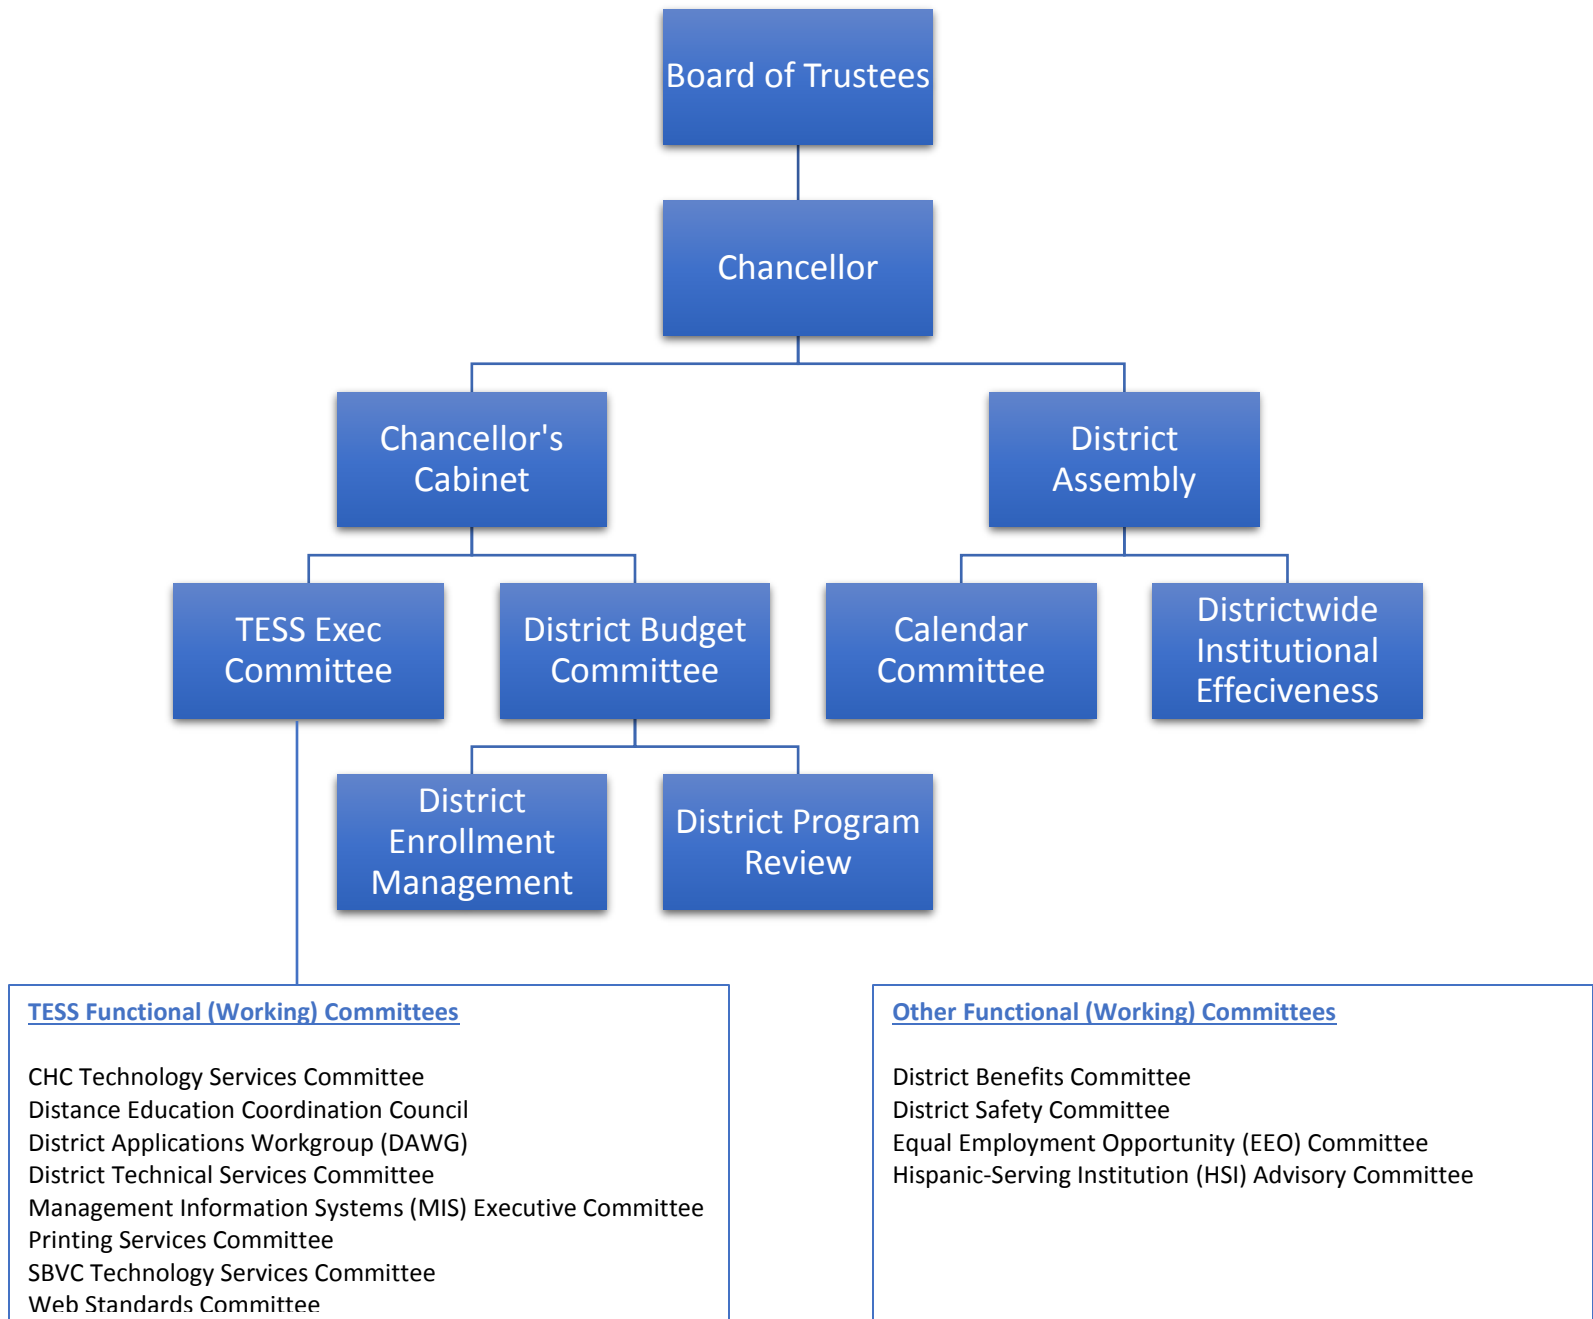 Board of Trustees
Chancellor
Chancellor's
Cabinet
District
Assembly
TESS Exec
Committee
District Budget
Committee
Calendar
Committee
Districtwide
Institutional
Effeciveness
District
Enrollment
Management
District Program
Review
TESS Functional (Working) Committees
CHC Technology Services Committee
Distance Education Coordination Council
District Applications Workgroup (DAWG)
District Technical Services Committee
Management Information Systems (MIS) Executive Committee
Printing Services Committee
SBVC Technology Services Committee
Web Standards Committee
Other Functional (Working) Committees
District Benefits Committee
District Safety Committee
Equal Employment Opportunity (EEO) Committee
Hispanic-Serving Institution (HSI) Advisory Committee